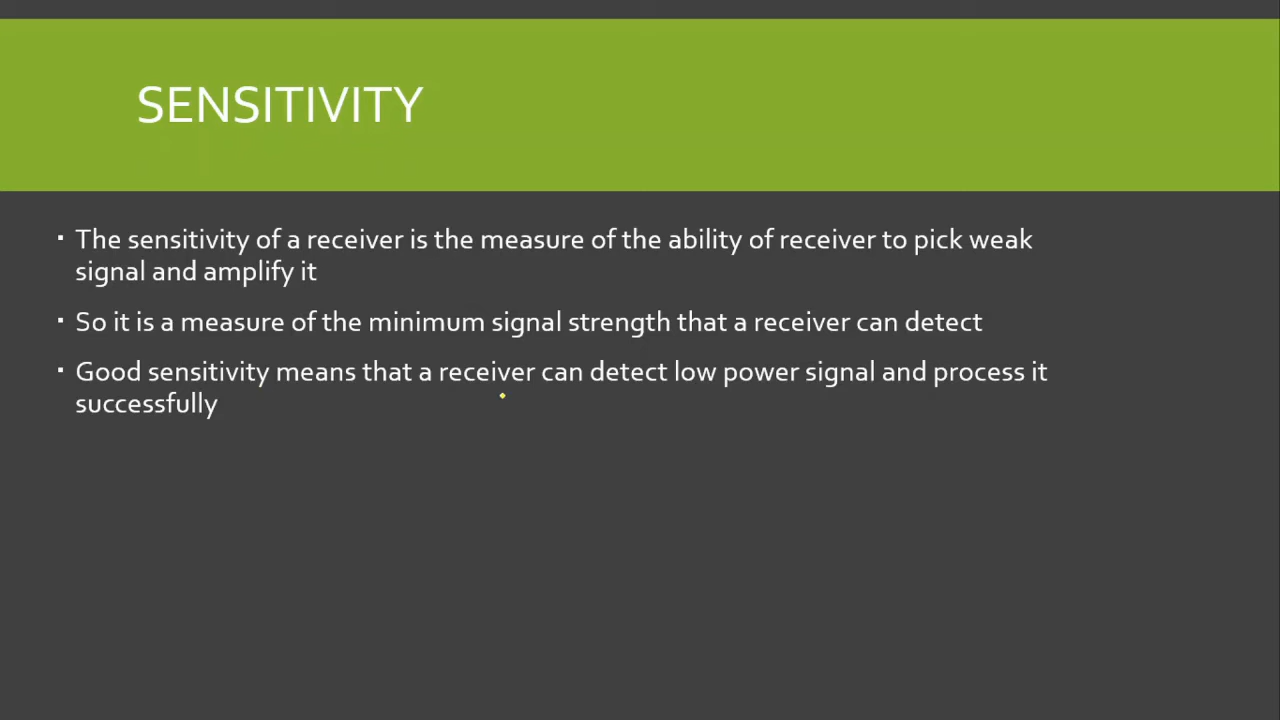 SENSITIVITY
▪ The sensitivity of a receiver is the measure of the ability of receiver to pick weak
signal and amplify it
▪ So it is a measure of the minimum signal strength that a receiver can detect
▪ Good sensitivity means that a receiver can detect low power signal and process it
successfully